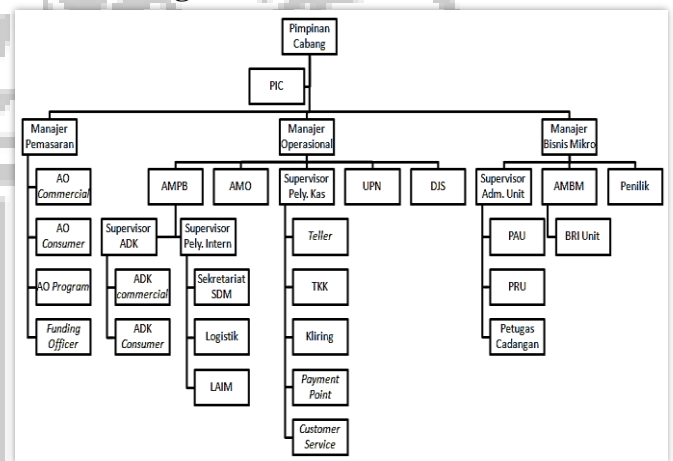 Pimpinan
Cabang
PIC
Manajer
Pemasaran
Manajer
Operasional
Manajer
Bisnis Mikro
AO
Commercial
AO
Consumer
AO Program
Funding
Officer
AMPB
AMO
Supervisor
Pely. Kas
UPN
DJS
Supervisor
Adm. Unit
AMBM
Penilik
Supervisor
ADK
Supervisor
Pely. Intern
ADK
commercial
ADK
Consumer
Sekretariat
SDM
Logistik
LAIM
Teller
TKK
Kliring
Payment
Point
Customer
Service
PAU
PRU
Petugas
Cadangan
BRI Unit